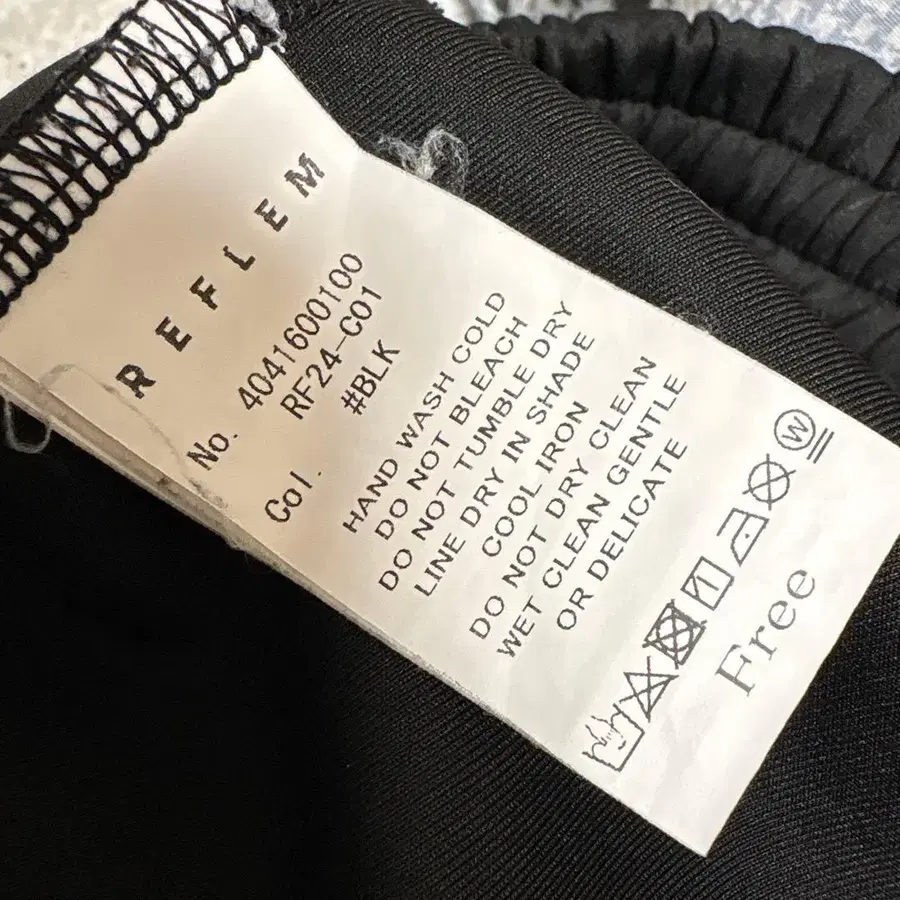 REFLEM
No. 4041600100
RF24-C01
Col. #BLK
HAND WASH COLD
DO NOT BLEACH
DO NOT TUMBLE DRY
LINE DRY IN SHADE
COOL IRON
DO NOT DRY CLEAN
WET CLEAN GENTLE
OR DELICATE
W
Free